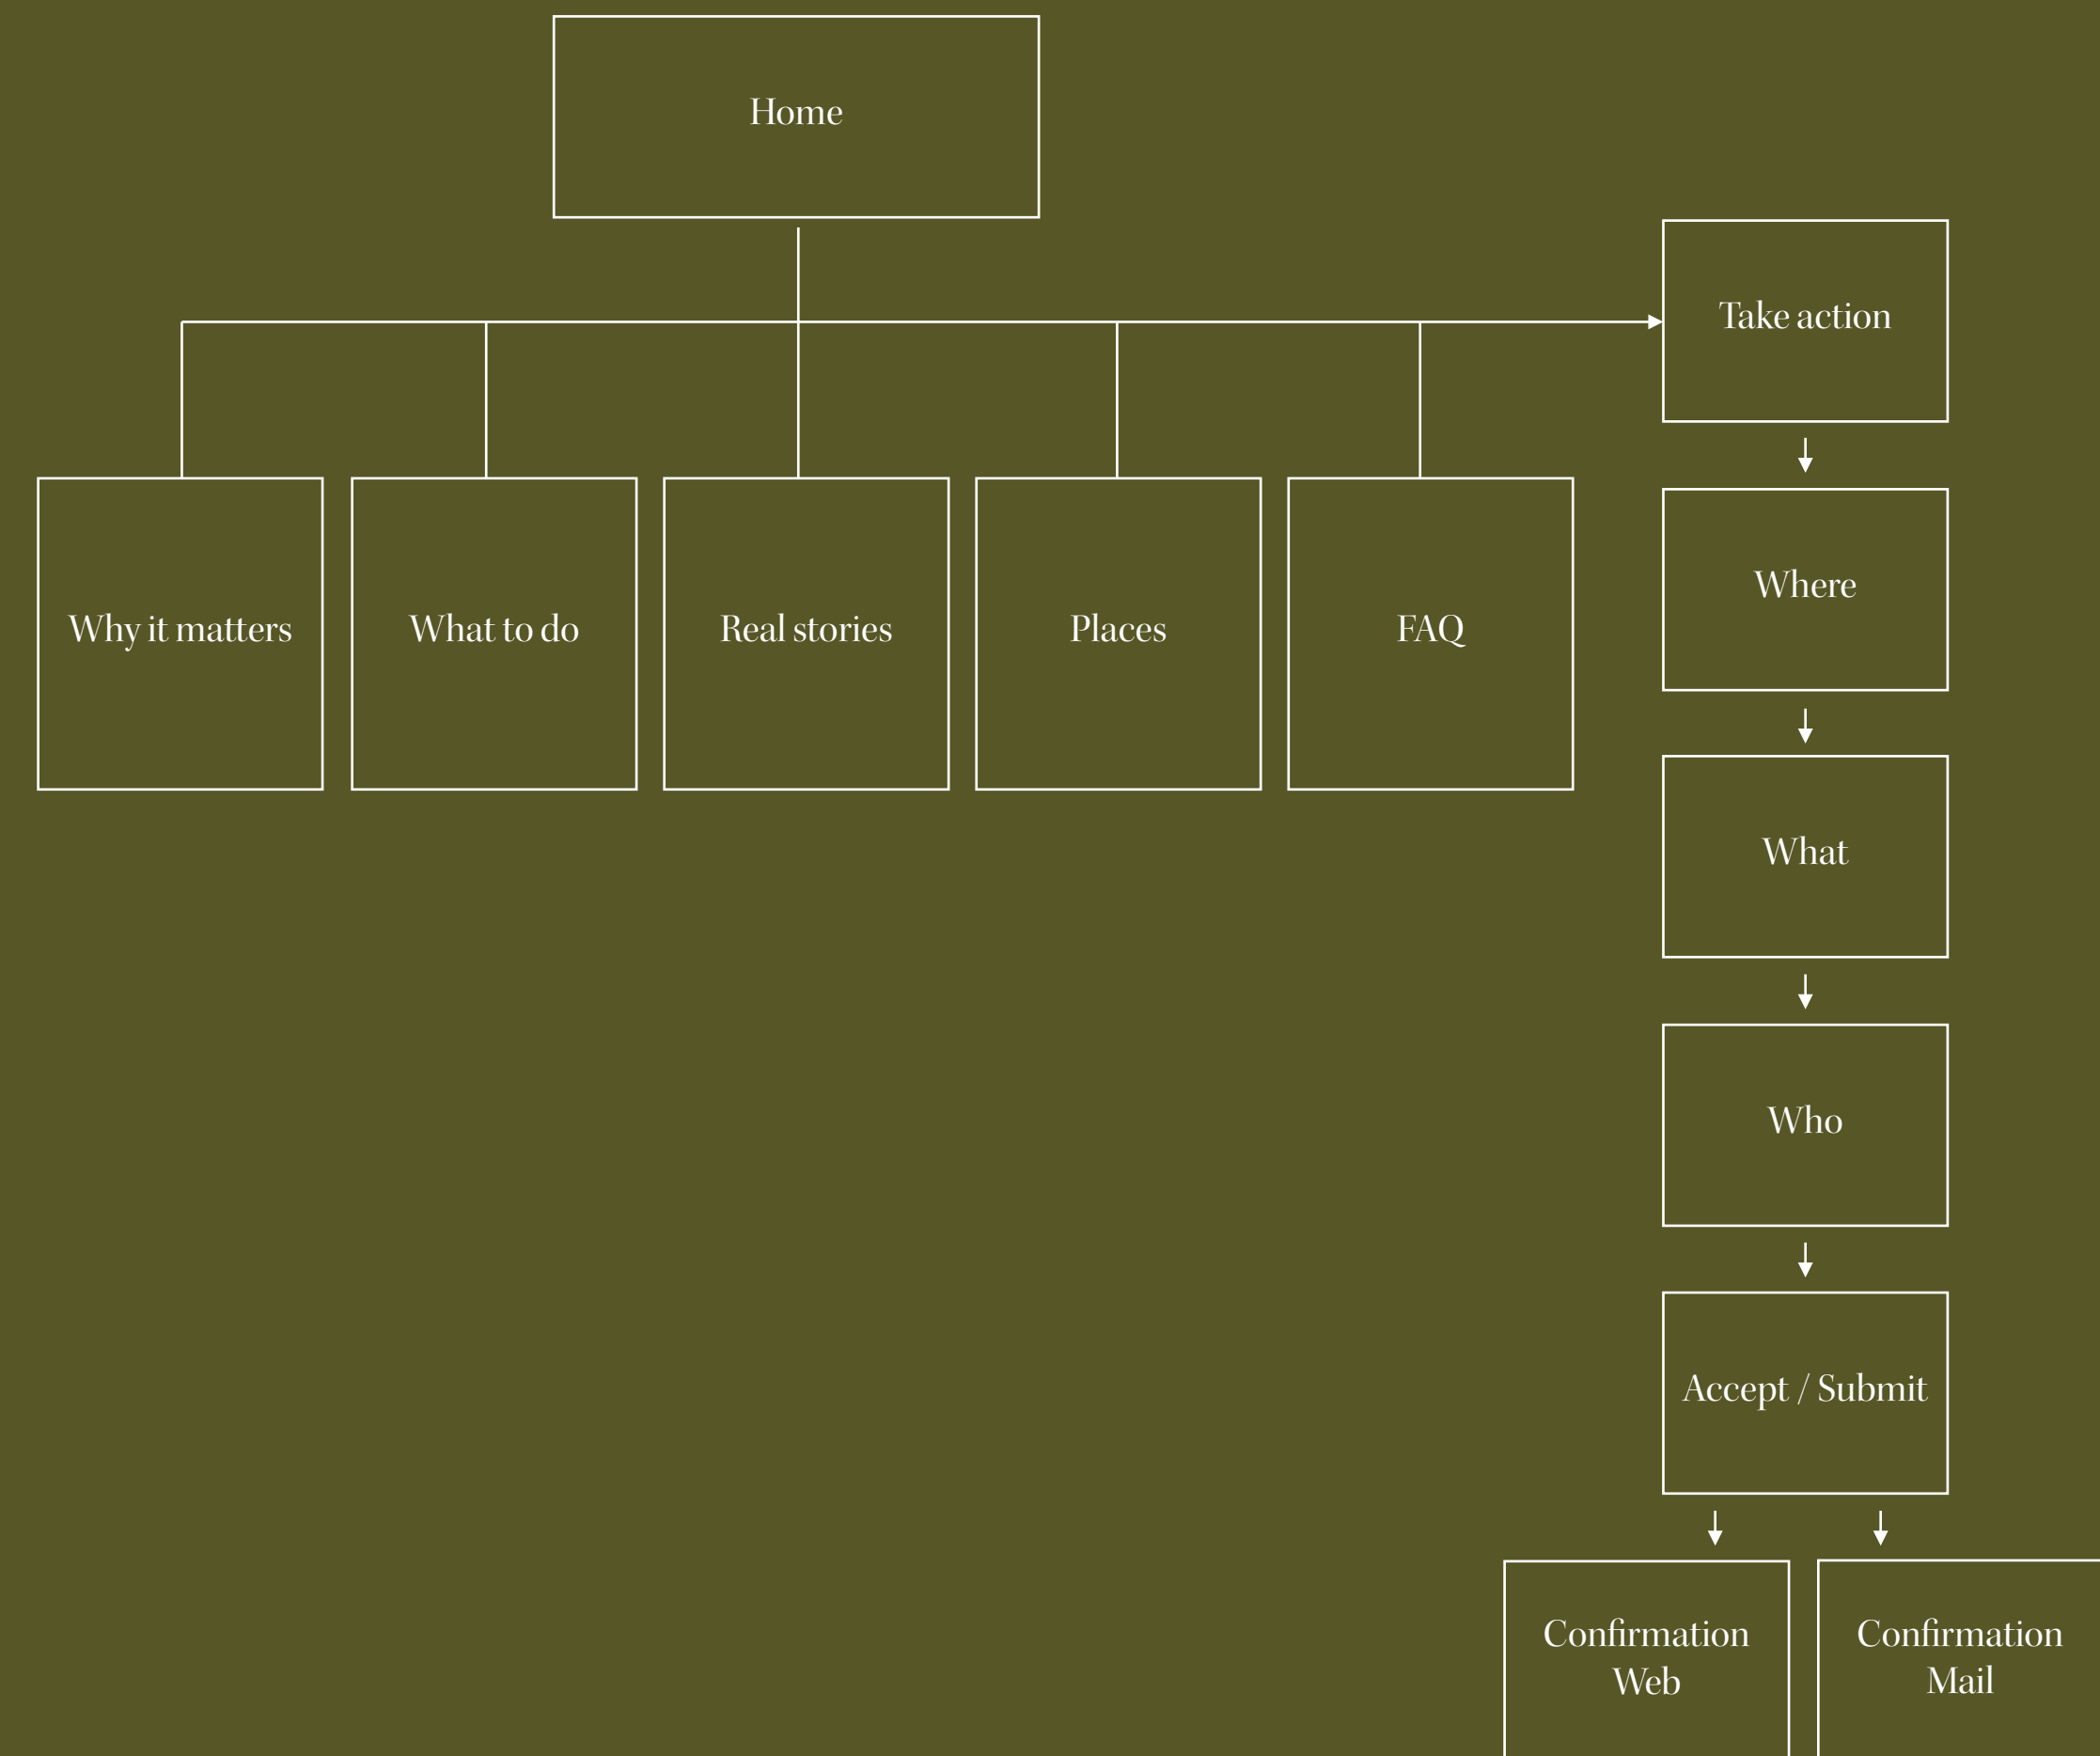 Home
Take action
Why it matters
What to do
Real stories
Places
FAQ
Where
What
Who
Accept / Submit
Confirmation
Web
Confirmation
Mail